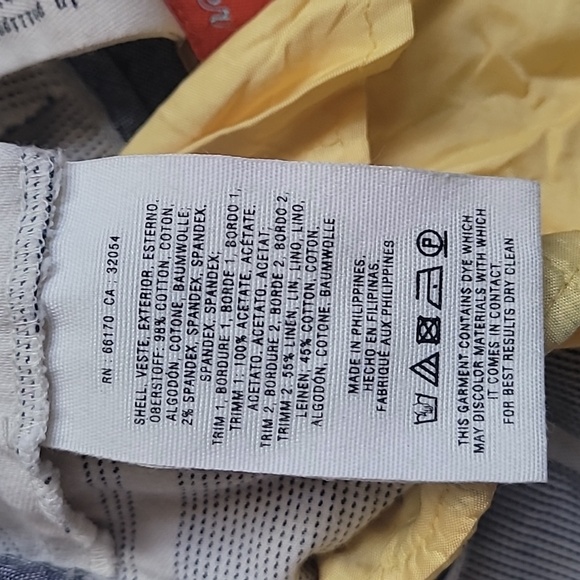 RN : 66170 CA : 32054
SHELL, VESTE, EXTERIOR, ESTERNO,
OBERSTOFF: 98% COTTON, COTON,
ALGODÓN, COTONE, BAUMWOLLE;
2% SPANDEX, SPANDEX, SPANDEX,
SPANDEX, SPANDEX;
TRIM 1, BORDURE 1, BORDE 1, BORDO 1,
TRIMM 1: 100% ACETATE, ACÉTATE,
ACETATO, ACETATO, ACETAT,
TRIM 2, BORDURE 2, BORDE 2, BORDO 2,
TRIMM 2: 55% LINEN, LIN, LINO, LINO,
LEINEN; 45% COTTON, COTON,
ALGODÓN, COTONE, BAUMWOLLE
MADE IN PHILIPPINES,
HECHO EN FILIPINAS,
FABRIQUÉ AUX PHILIPPINES
P
THIS GARMENT CONTAINS DYE WHICH
MAY DISCOLOR MATERIALS WITH WHICH
IT COMES IN CONTACT
FOR BEST RESULTS DRY CLEAN